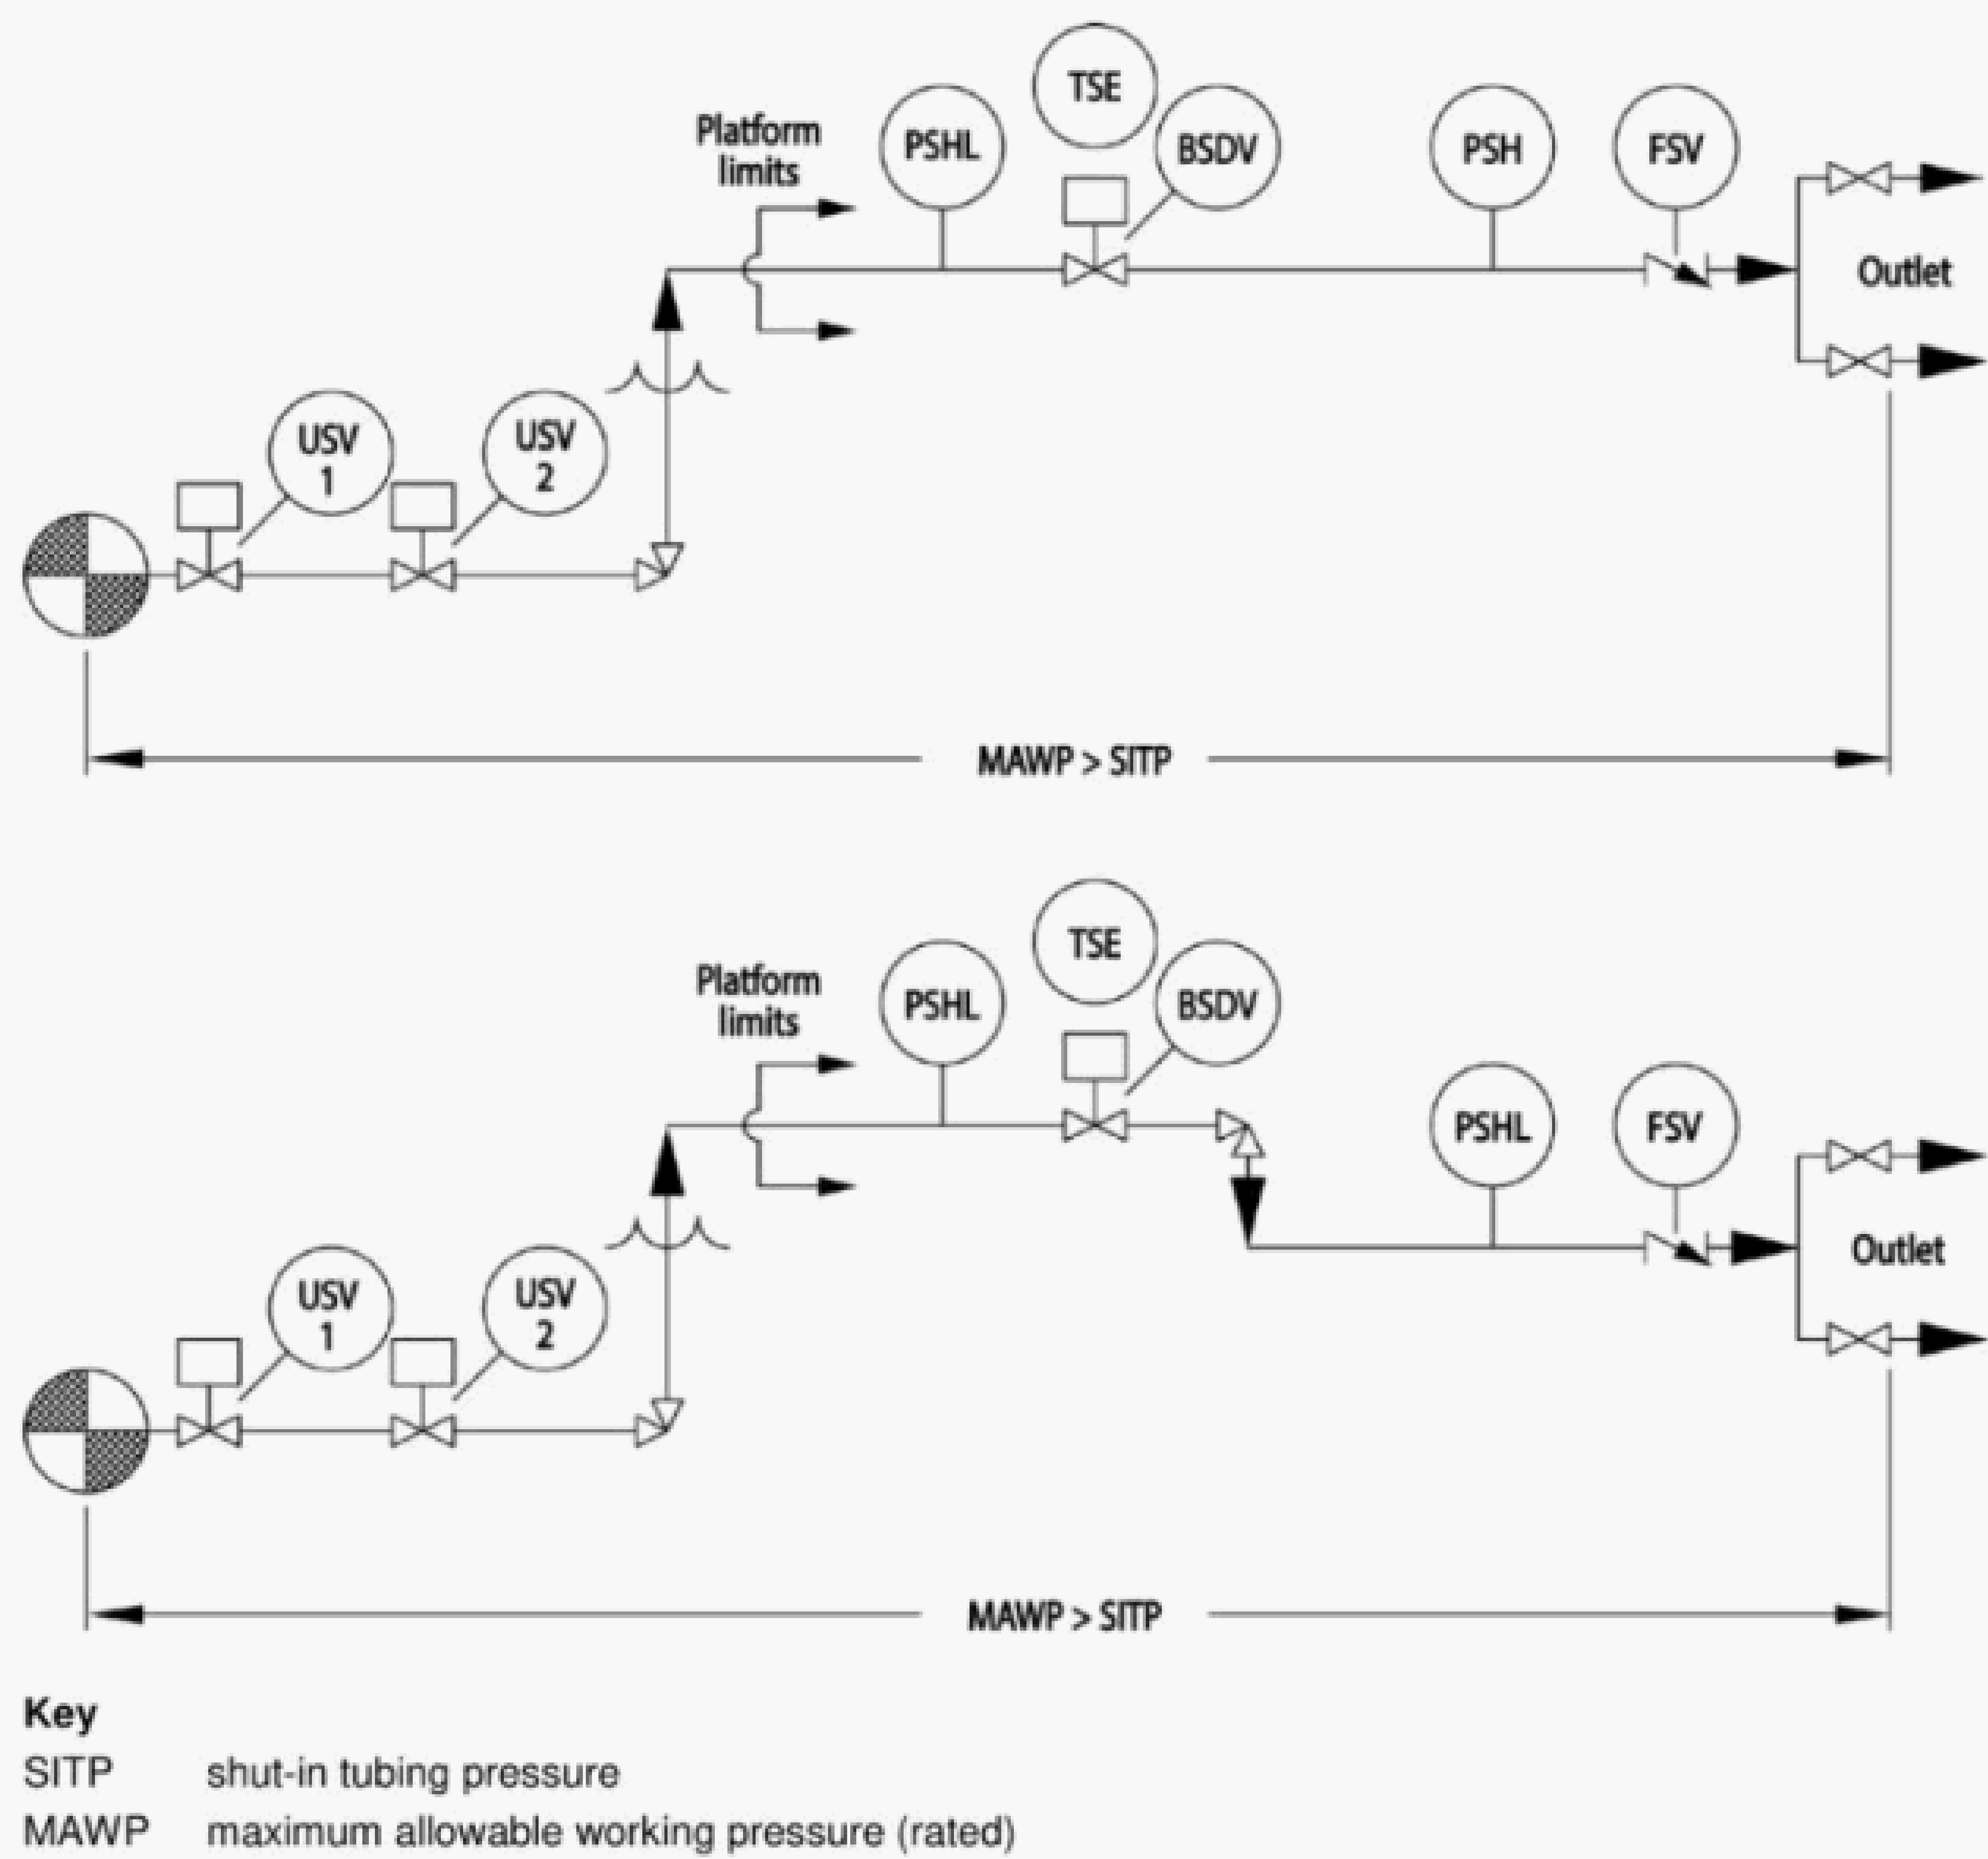 TSE
Platform
limits
PSHL
BSDV
PSH
FSV
Outlet
USV
1
USV
2
MAWP > SITP
TSE
Platform
limits
PSHL
BSDV
PSHL
FSV
Outlet
USV
1
USV
2
MAWP > SITP
Key
SITP shut-in tubing pressure
MAWP maximum allowable working pressure (rated)